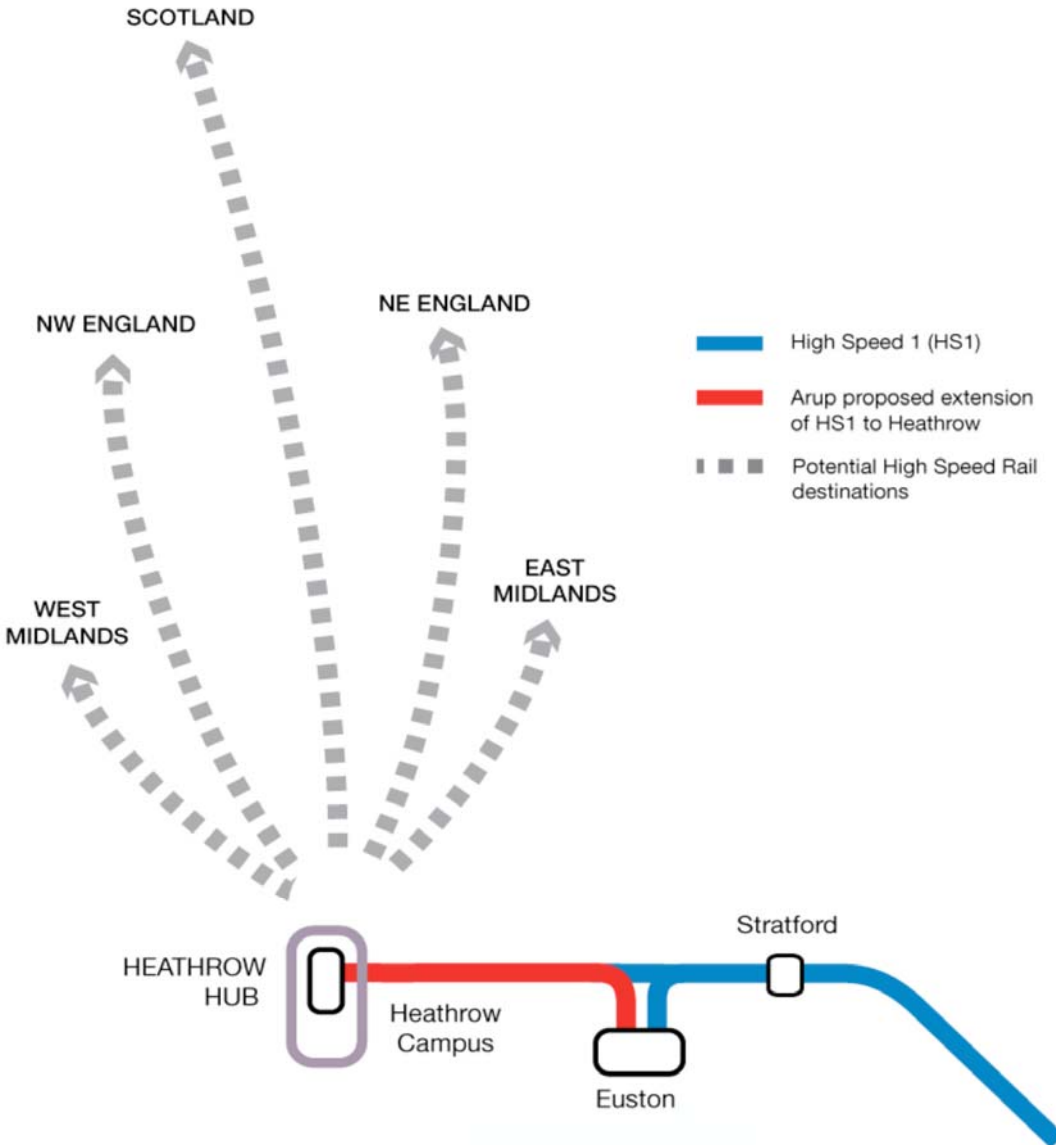 SCOTLAND
NW ENGLAND
NE ENGLAND
High Speed 1 (HS1)
Arup proposed extension
of HS1 to Heathrow
Potential High Speed Rail
destinations
EAST
MIDLANDS
WEST
MIDLANDS
Stratford
HEATHROW
HUB
Heathrow
Campus
Euston